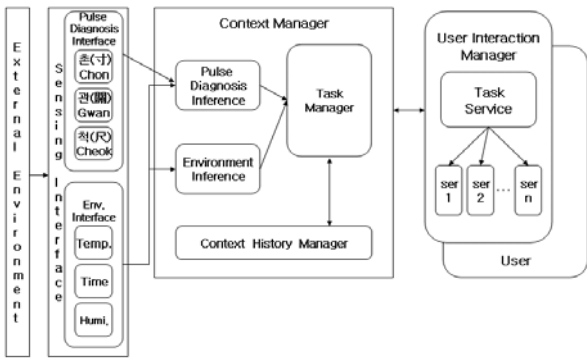 External Environment
Sensing Interface
Pulse
Diagnosis
Interface
촌(寸)
Chon
관(關)
Gwan
척(尺)
Cheok
Env.
Interface
Temp.
Time
Humi.
Context Manager
Pulse
Diagnosis
Inference
Environment
Inference
Task
Manager
Context History Manager
User Interaction
Manager
Task
Service
ser
1
ser
2
...
ser
n
User